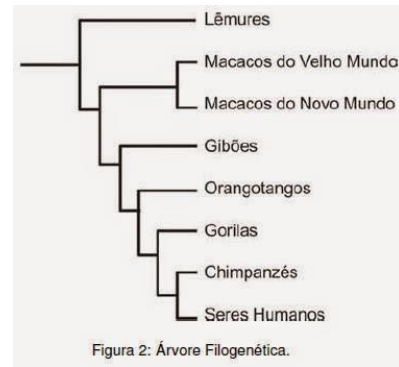 Lêmures
Macacos do Velho Mundo
Macacos do Novo Mundo
Gibões
Orangotangos
Gorilas
Chimpanzés
Seres Humanos
Figura 2: Árvore Filogenética.